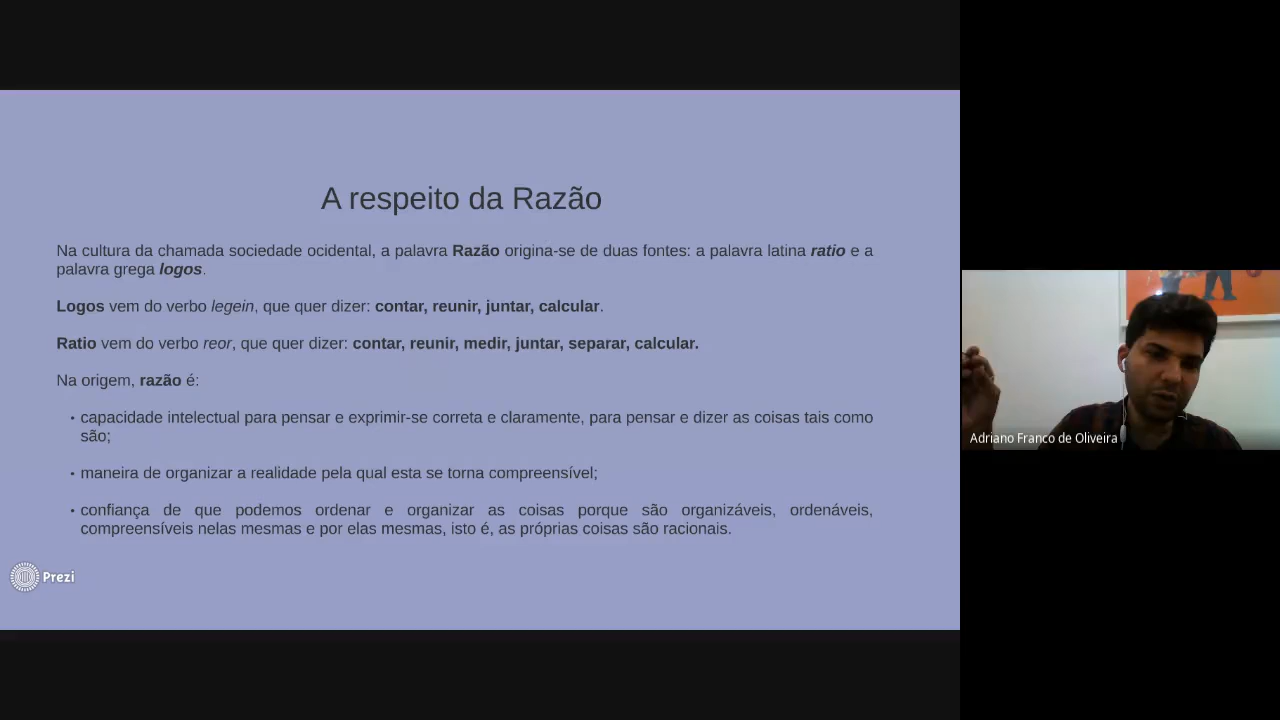 A respeito da Razão
Na cultura da chamada sociedade ocidental, a palavra Razão origina-se de duas fontes: a palavra latina ratio e a
palavra grega logos.
Logos vem do verbo legein, que quer dizer: contar, reunir, juntar, calcular.
Ratio vem do verbo reor, que quer dizer: contar, reunir, medir, juntar, separar, calcular.
Na origem, razão é:
• capacidade intelectual para pensar e exprimir-se correta e claramente, para pensar e dizer as coisas tais como
são;
• maneira de organizar a realidade pela qual esta se torna compreensível;
• confiança de que podemos ordenar e organizar as coisas porque são organizáveis, ordenáveis,
compreensíveis nelas mesmas e por elas mesmas, isto é, as próprias coisas são racionais.
Prezi
Adriano Franco de Oliveira